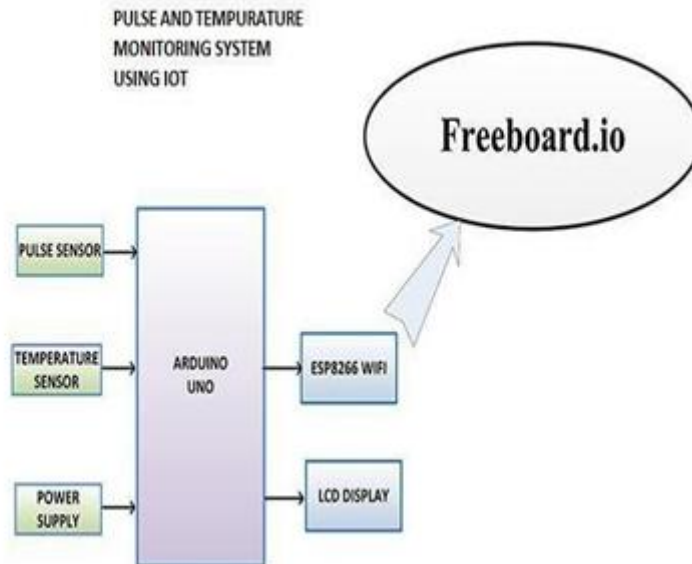 PULSE AND TEMPURATURE
MONITORING SYSTEM
USING IOT
Freeboard.io
PULSE SENSOR
TEMPERATURE
SENSOR
ARDUINO
UNO
ESP8266 WIFI
POWER
SUPPLY
LCD DISPLAY